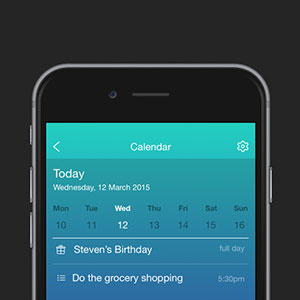 Calendar
Today
Wednesday, 12 March 2015
Mon Tue Wed Thu Fri Sat Sun
10 11 12 13 14 15 16
Steven's Birthday full day
Do the grocery shopping 5:30pm